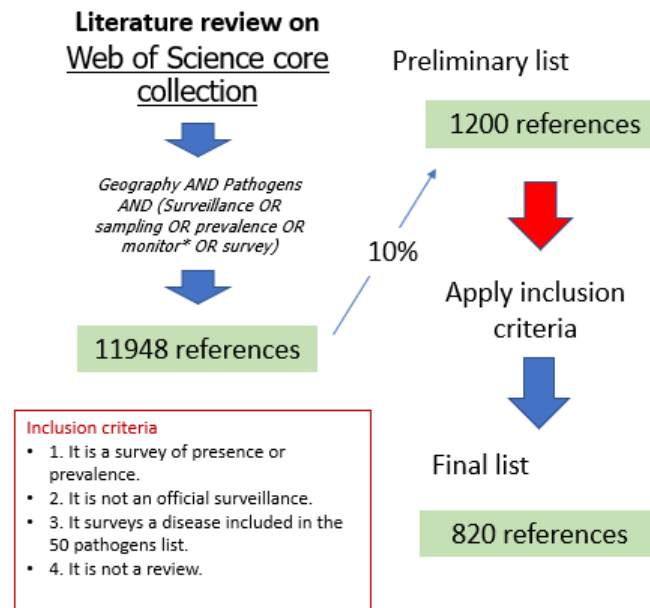 Literature review on
Web of Science core
collection
Geography AND Pathogens
AND (Surveillance OR
sampling OR prevalence OR
monitor* OR survey)
11948 references
10%
Preliminary list
1200 references
Apply inclusion
criteria
Final list
820 references
Inclusion criteria
• 1. It is a survey of presence or
prevalence.
• 2. It is not an official surveillance.
• 3. It surveys a disease included in the
50 pathogens list.
• 4. It is not a review.